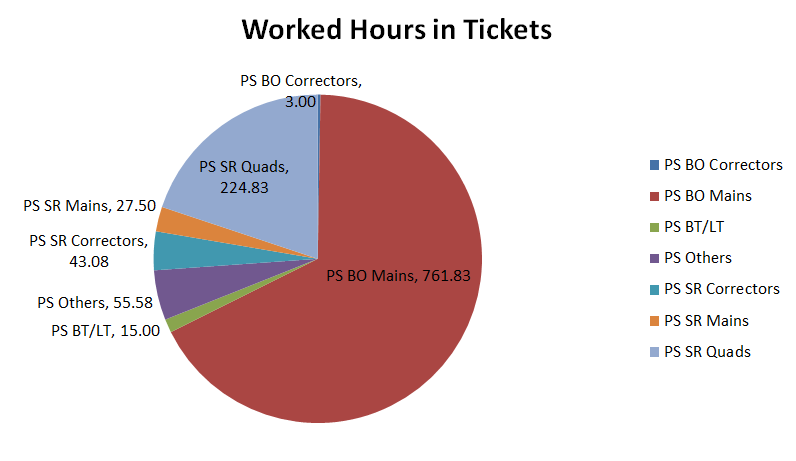 Worked Hours in Tickets
PS BO Correctors,
3.00
PS SR Quads,
224.83
PS SR Mains, 27.50
PS SR Correctors,
43.08
PS Others, 55.58
PS BT/LT, 15.00
PS BO Mains, 761.83
PS BO Correctors
PS BO Mains
PS BT/LT
PS Others
PS SR Correctors
PS SR Mains
PS SR Quads